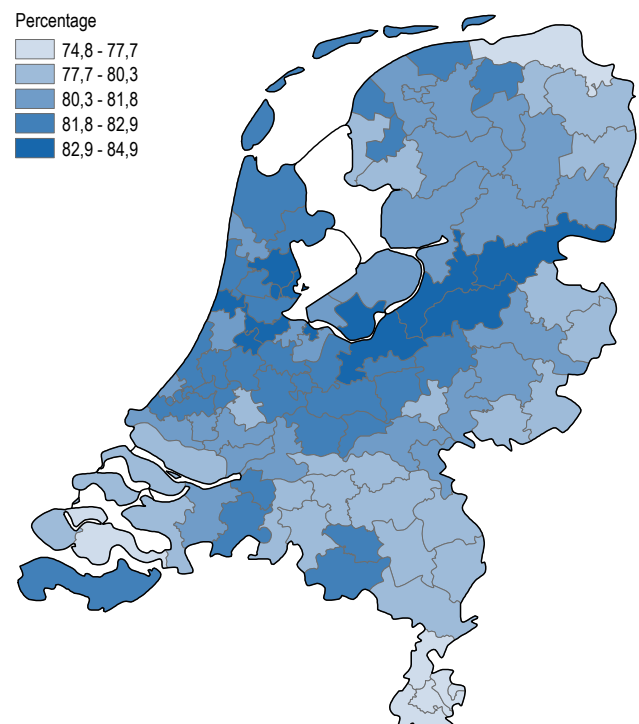 Percentage
74,8 - 77,7
77,7 - 80,3
80,3 - 81,8
81,8 - 82,9
82,9 - 84,9